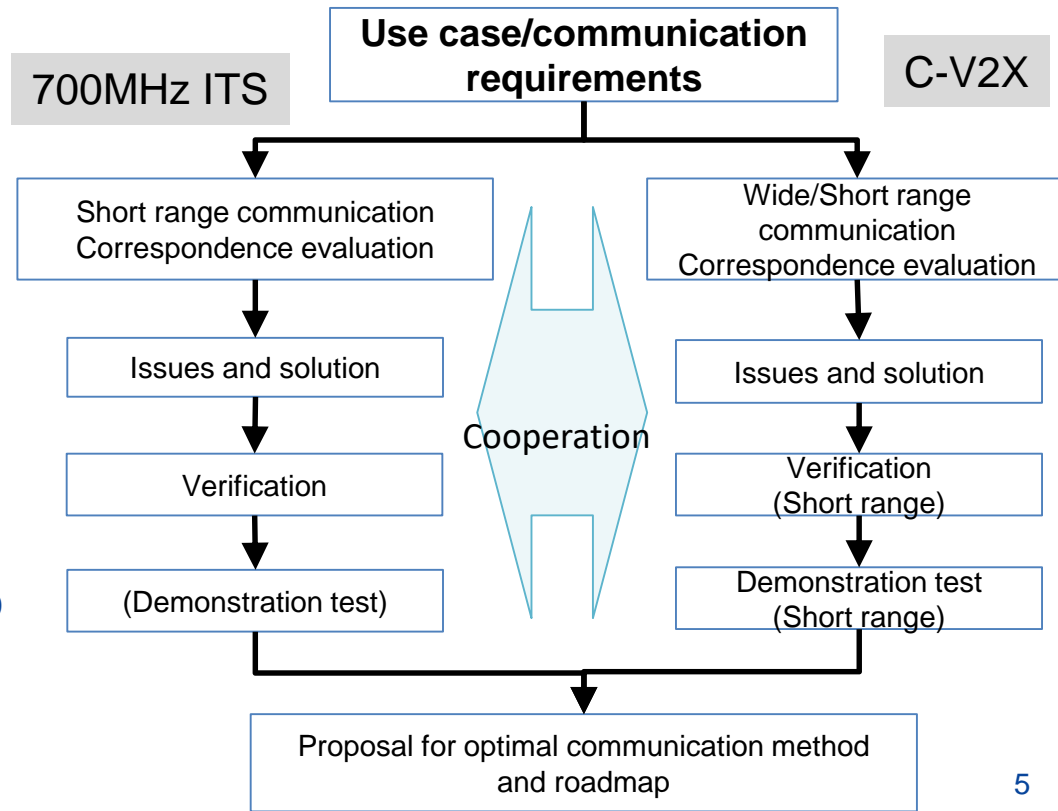 Use case/communication
requirements
700MHz ITS
C-V2X
Short range communication
Correspondence evaluation
Wide/Short range
communication
Correspondence evaluation
Issues and solution
Issues and solution
Cooperation
Verification
Verification
(Short range)
(Demonstration test)
Demonstration test
(Short range)
)
Proposal for optimal communication method
and roadmap
5